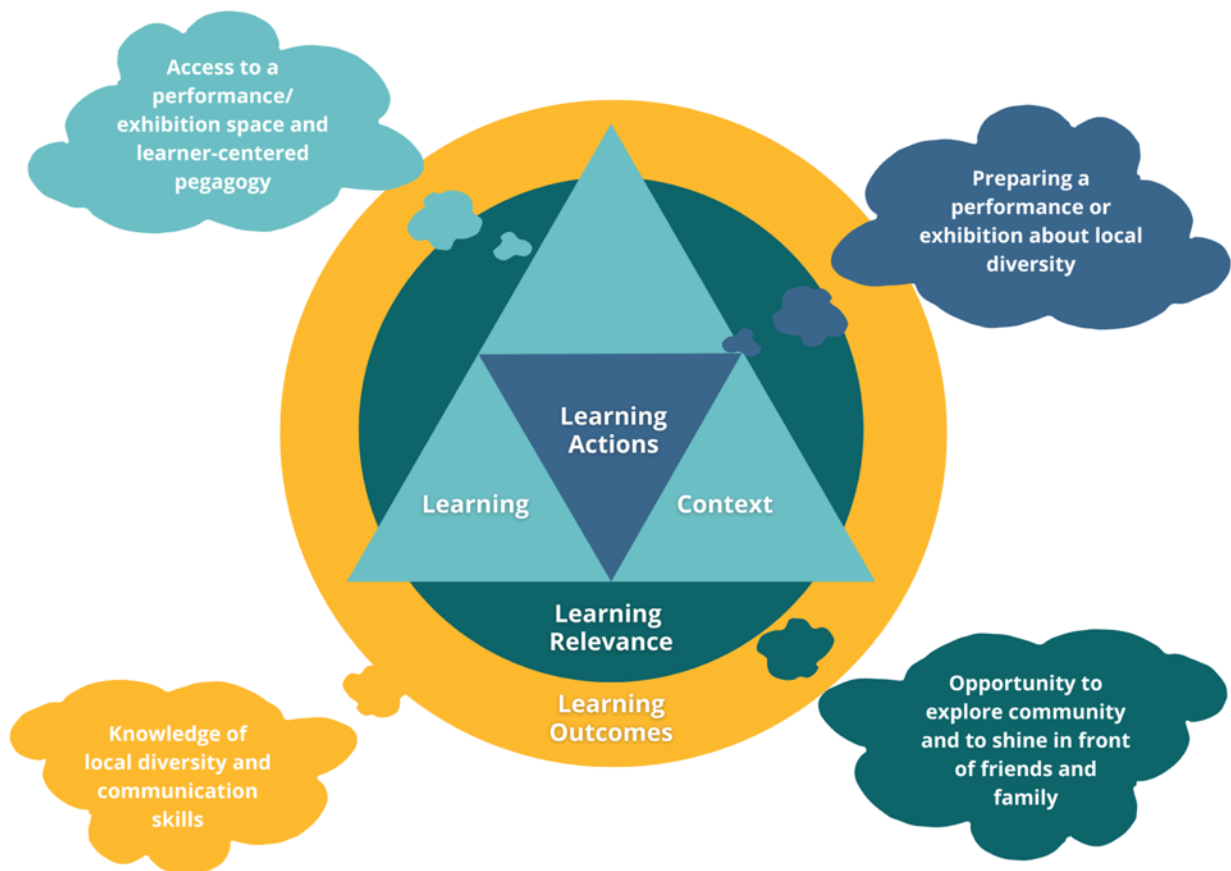 Access to a
performance/
exhibition space and
learner-centered
pegagogy
Preparing a
performance or
exhibition about local
diversity
Learning
Actions
Learning
Context
Learning
Relevance
Learning
Outcomes
Knowledge of
local diversity and
communication
skills
Opportunity to
explore community
and to shine in front
of friends and
family